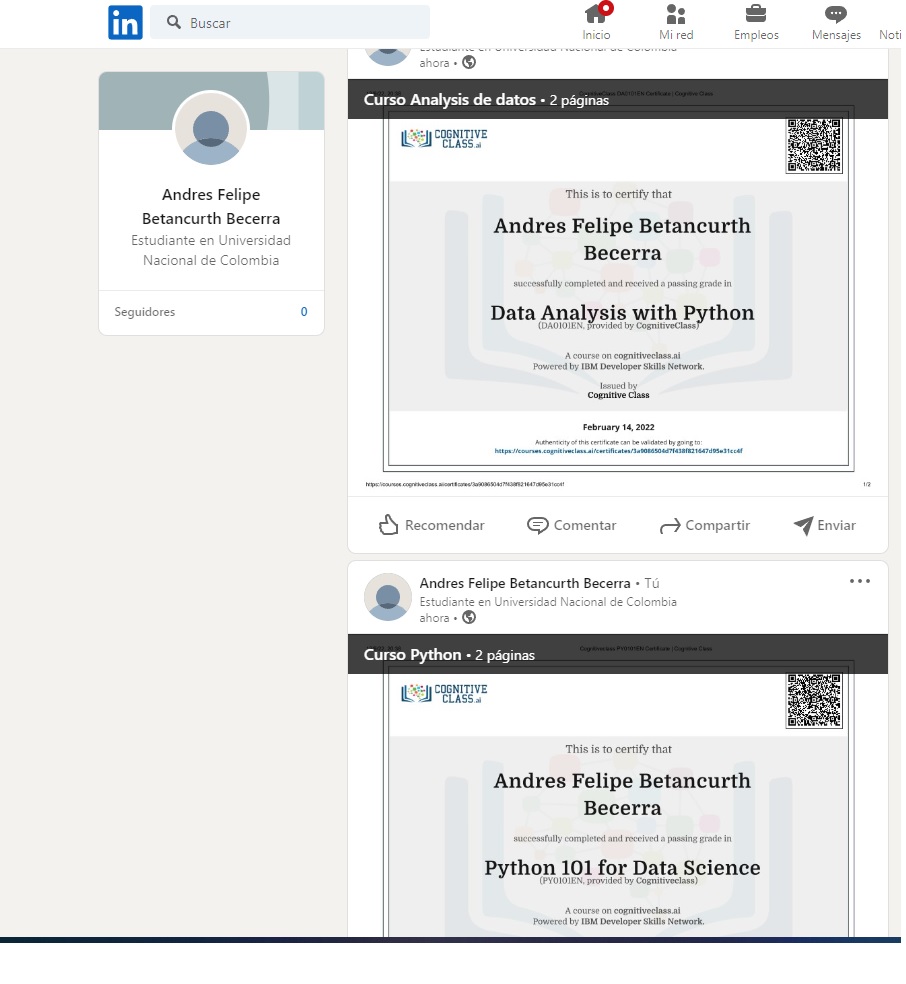 in
Buscar
Inicio
Mi red
Empleos
Mensajes
Noti
Estudiante en Universidad Nacional de Colombia
ahora •
Andres Felipe
Betancurth Becerra
Estudiante en Universidad
Nacional de Colombia
Seguidores 0
Curso Analysis de datos • 2 páginas
COGNITIVE
CLASS.ai
This is to certify that
Andres Felipe Betancurth
Becerra
successfully completed and received a passing grade in
Data Analysis with Python
(DA0101EN, provided by CognitiveClass)
A course on cognitiveclass.ai
Powered by IBM Developer Skills Network.
Issued by
Cognitive Class
February 14, 2022
Authenticity of this certificate can be validated by going to:
https://courses.cognitiveclass.ai/certificates/3a9086504d7f438f821647d95e31cc4f
https://courses.cognitiveclass.ai/certificates/3a9086504d7f438f821647d95e31cc4f 1/2
Recomendar
Comentar
Compartir
Enviar
Andres Felipe Betancurth Becerra • Tú
Estudiante en Universidad Nacional de Colombia
ahora •
Curso Python • 2 páginas
COGNITIVE
CLASS.ai
This is to certify that
Andres Felipe Betancurth
Becerra
successfully completed and received a passing grade in
Python 101 for Data Science
(PY0101EN, provided by Cognitiveclass)
A course on cognitiveclass.ai
Powered by IBM Developer Skills Network.